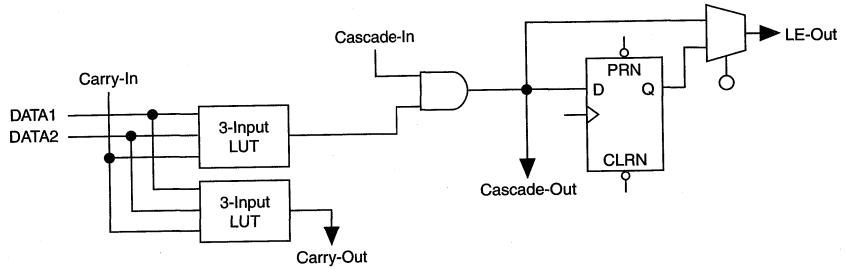 Cascade-In
LE-Out
PRN
D Q
Carry-In
DATA1
DATA2
3-Input
LUT
CLRN
Cascade-Out
3-Input
LUT
Carry-Out